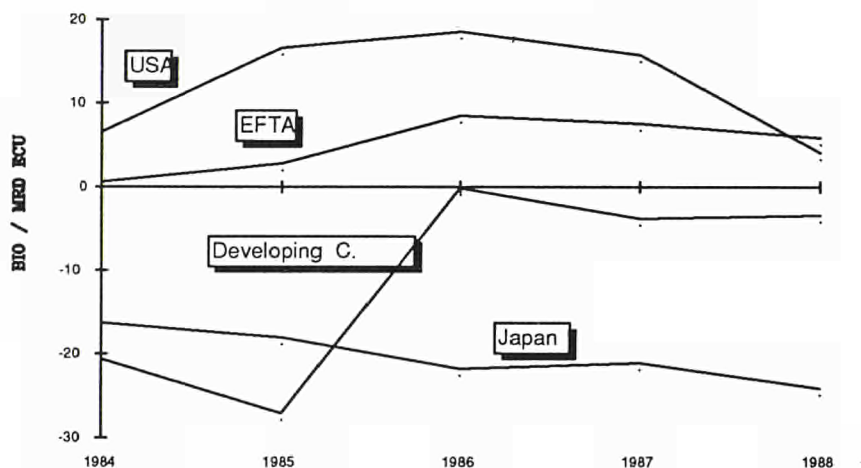 20
USA
10
EFTA
BIO / MRD ECU
0
Developing C.
-10
Japan
-20
-30
1984 1985 1986 1987 1988